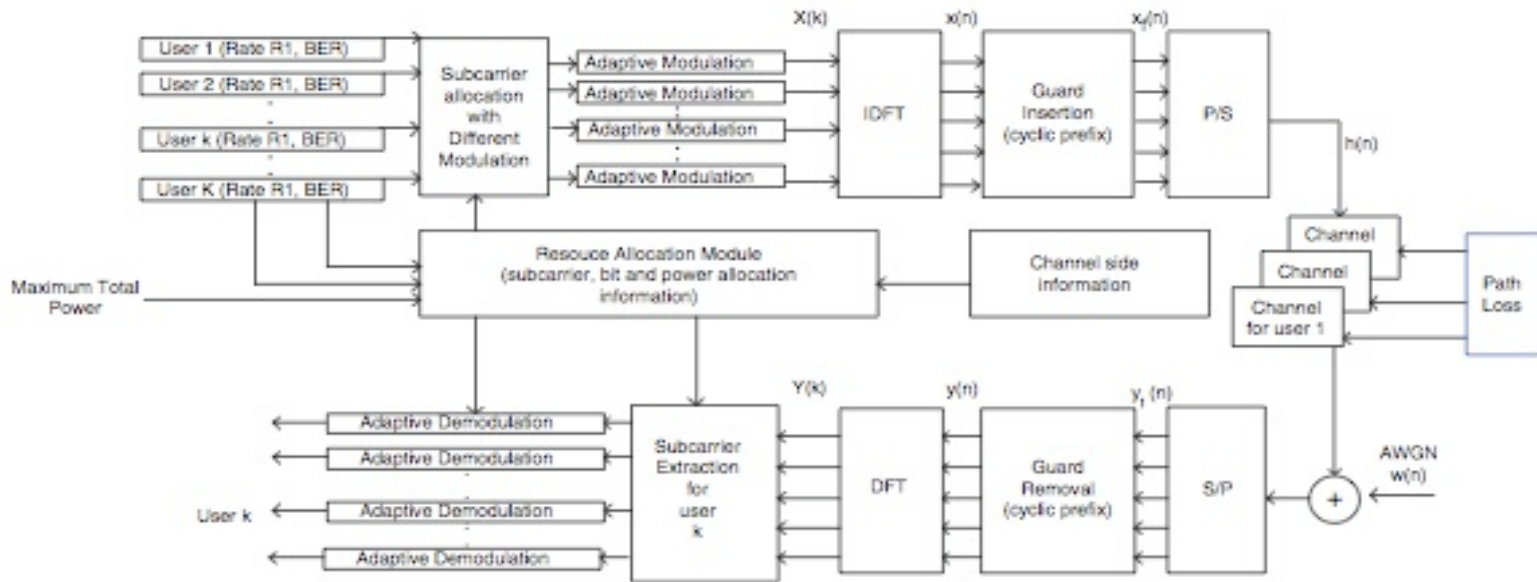 X(k)
x(n)
x_f(n)
User 1 (Rate R1, BER)
User 2 (Rate R1, BER)
User k (Rate R1, BER)
User K (Rate R1, BER)
Subcarrier
allocation
with
Different
Modulation
Adaptive Modulation
Adaptive Modulation
Adaptive Modulation
Adaptive Modulation
IDFT
Guard
Insertion
(cyclic prefix)
P/S
h(n)
Maximum Total
Power
Resouce Allocation Module
(subcarrier, bit and power allocation
information)
Channel side
information
Channel
Channel
Channel
for user 1
Path
Loss
Y(k)
y(n)
y_f (n)
Adaptive Demodulation
Adaptive Demodulation
Adaptive Demodulation
Adaptive Demodulation
User k
Subcarrier
Extraction
for
user
k
DFT
Guard
Removal
(cyclic prefix)
S/P
+
AWGN
w(n)